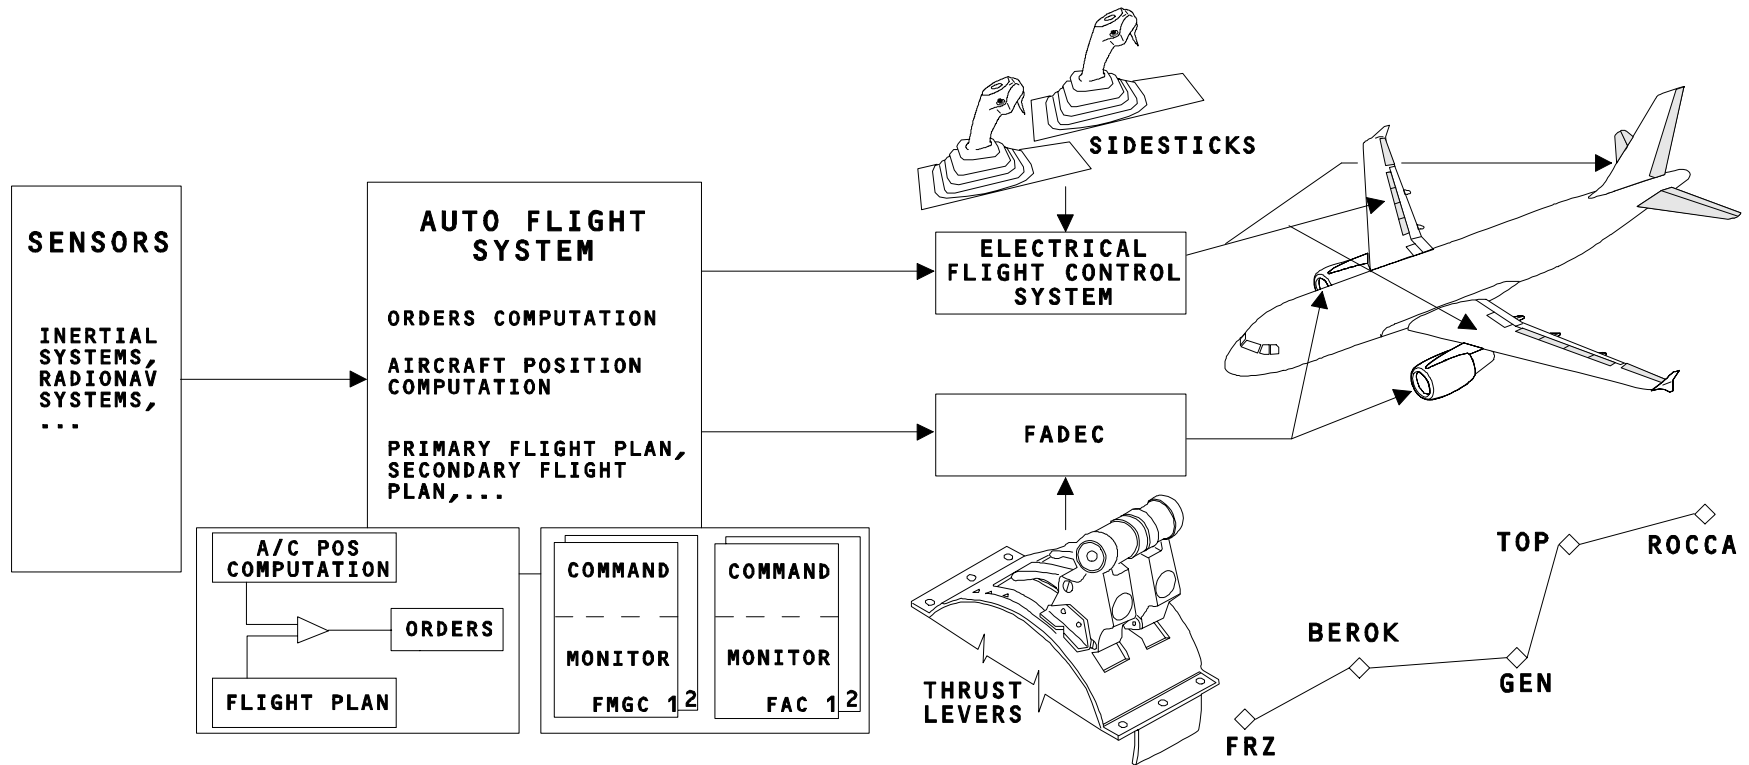 SENSORS
INERTIAL
SYSTEMS,
RADIONAV
SYSTEMS,
...
AUTO FLIGHT
SYSTEM
ORDERS COMPUTATION
AIRCRAFT POSITION
COMPUTATION
PRIMARY FLIGHT PLAN,
SECONDARY FLIGHT
PLAN,...
A/C POS
COMPUTATION
ORDERS
FLIGHT PLAN
COMMAND
MONITOR
FMGC 1 2
COMMAND
MONITOR
FAC 1 2
SIDESTICKS
ELECTRICAL
FLIGHT CONTROL
SYSTEM
FADEC
THRUST
LEVERS
FRZ
BEROK
GEN
TOP
ROCCA